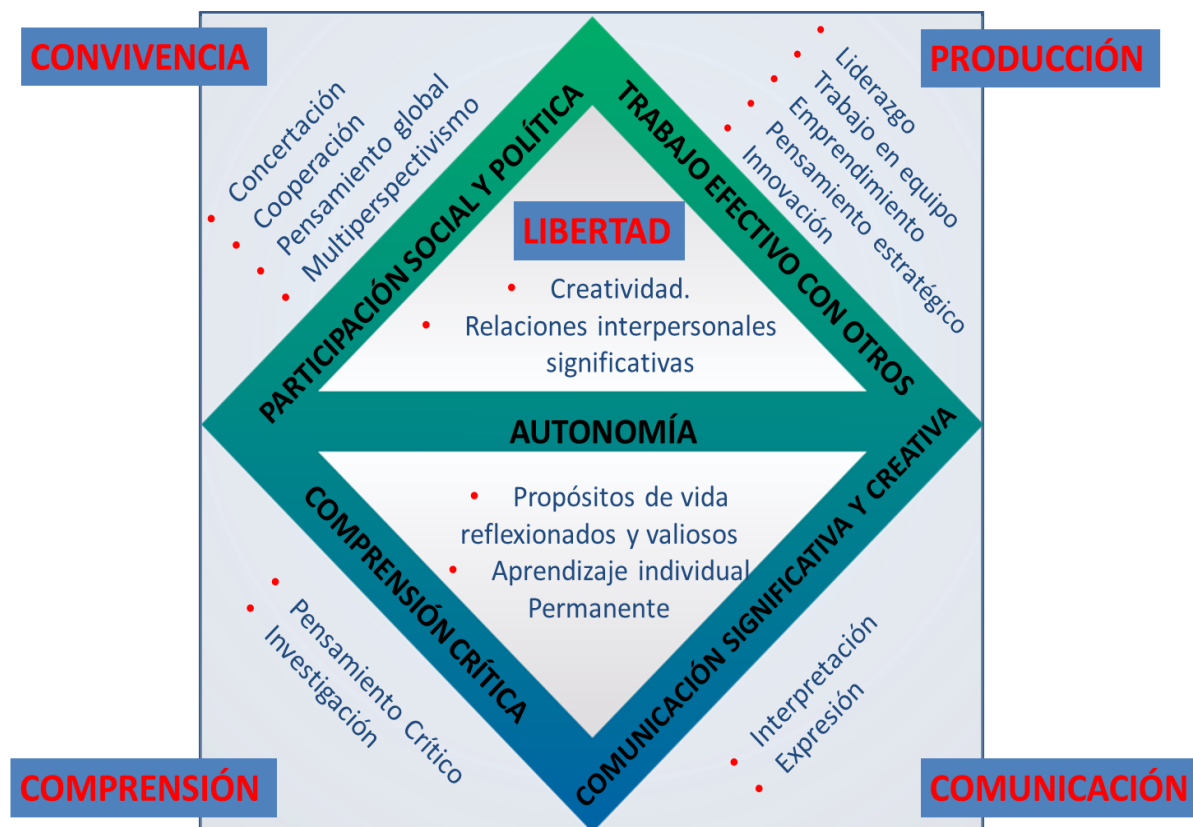 CONVIVENCIA
PRODUCCIÓN
• Concertación
• Cooperación
• Pensamiento global
• Multiperspectivismo
PARTICIPACIÓN SOCIAL Y POLÌTICA
• Liderazgo
• Trabajo en equipo
• Emprendimiento
• Pensamiento estratégico
• Innovación
TRABAJO EFECTIVO CON OTROS
LIBERTAD
• Creatividad.
• Relaciones interpersonales
significativas
AUTONOMÍA
• Propósitos de vida
reflexionados y valiosos
• Aprendizaje individual
Permanente
COMPRENSIÓN CRÍTICA
• Pensamiento Crítico
• Investigación
COMUNICACIÓN SIGNIFICATIVA Y CREATIVA
• Interpretación
• Expresión
COMPRENSIÓN
COMUNICACIÓN